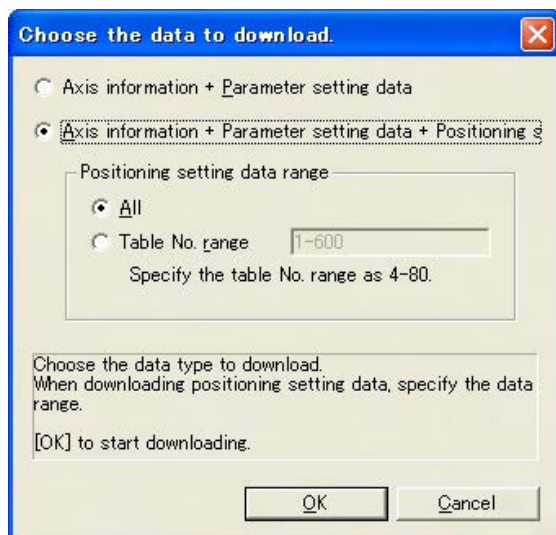 Choose the data to download.
Axis information + Parameter setting data
Axis information + Parameter setting data + Positioning s
Positioning setting data range
All
Table No. range 1-600
Specify the table No. range as 4-80.
Choose the data type to download.
When downloading positioning setting data, specify the data
range.
[OK] to start downloading.
OK Cancel